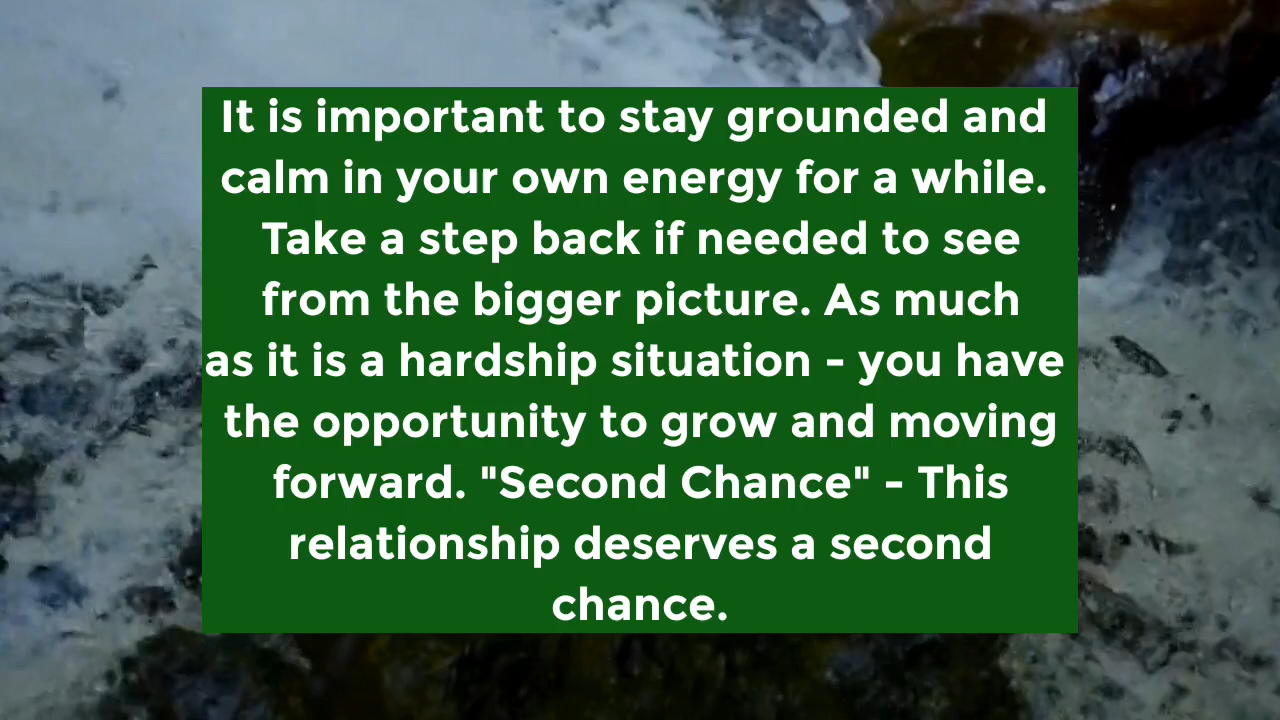 It is important to stay grounded and
calm in your own energy for a while.
Take a step back if needed to see
from the bigger picture. As much
as it is a hardship situation - you have
the opportunity to grow and moving
forward. "Second Chance" - This
relationship deserves a second
chance.